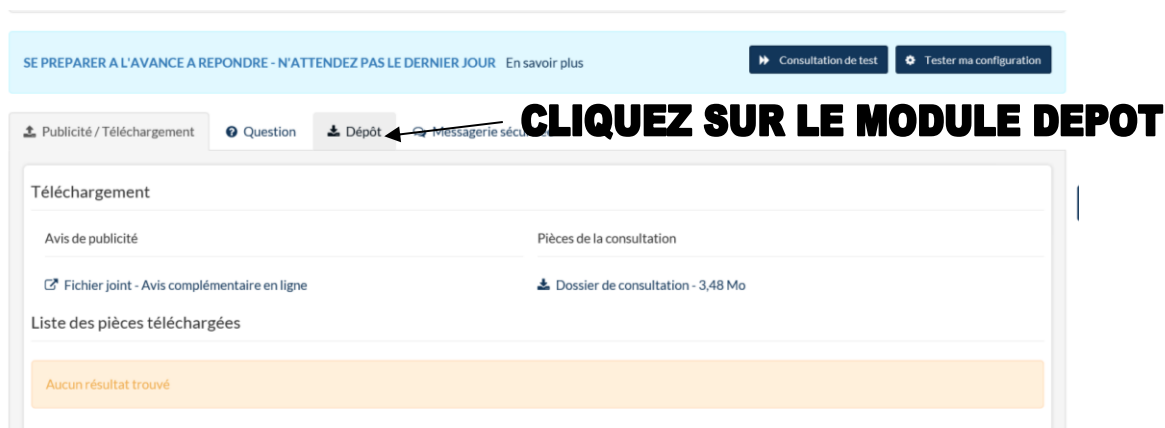 SE PREPARER A L'AVANCE A REPONDRE - N'ATTENDEZ PAS LE DERNIER JOUR En savoir plus
Consultation de test
Tester ma configuration
Publicité / Téléchargement
Question
Dépôt
Messagerie
CLIQUEZ SUR LE MODULE DEPOT
Téléchargement
Avis de publicité
Pièces de la consultation
Fichier joint - Avis complémentaire en ligne
Dossier de consultation - 3,48 Mo
Liste des pièces téléchargées
Aucun résultat trouvé